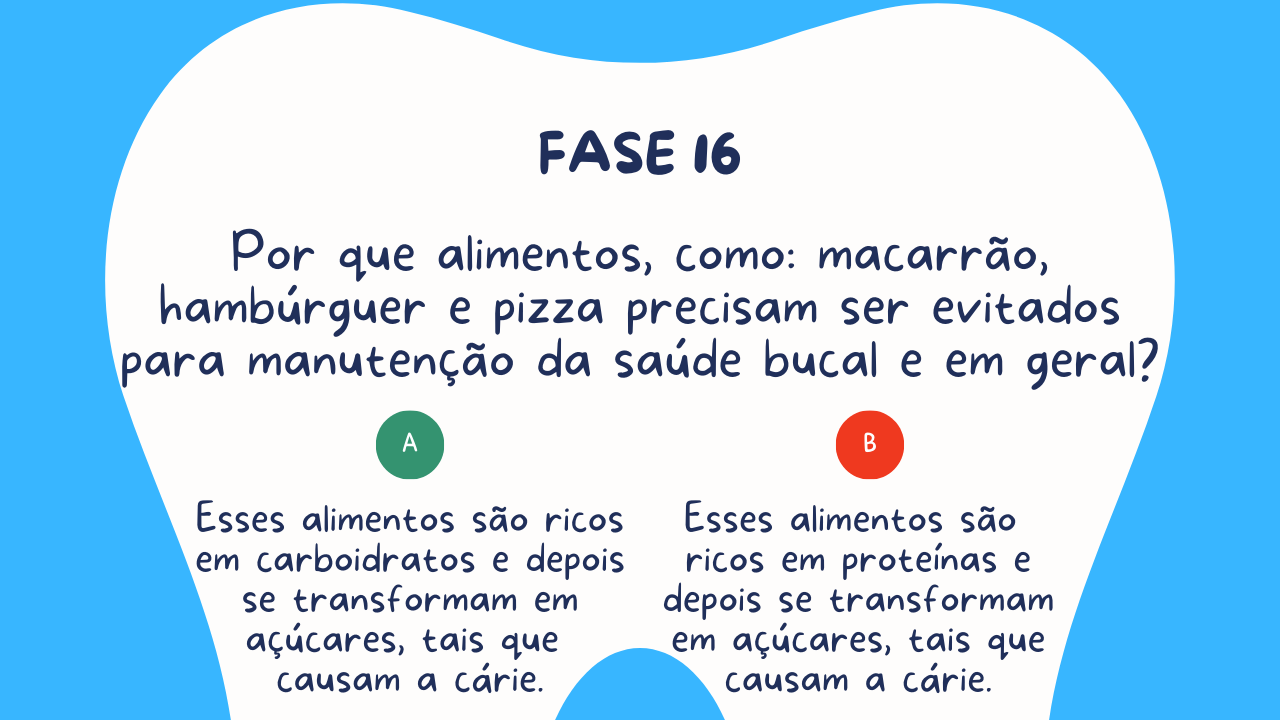 FASE 16
Por que alimentos, como: macarrão,
hambúrguer e pizza precisam ser evitados
para manutenção da saúde bucal e em geral?
A
Esses alimentos são ricos
em carboidratos e depois
se transformam em
açúcares, tais que
causam a cárie.
B
Esses alimentos são
ricos em proteínas e
depois se transformam
em açúcares, tais que
causam a cárie.